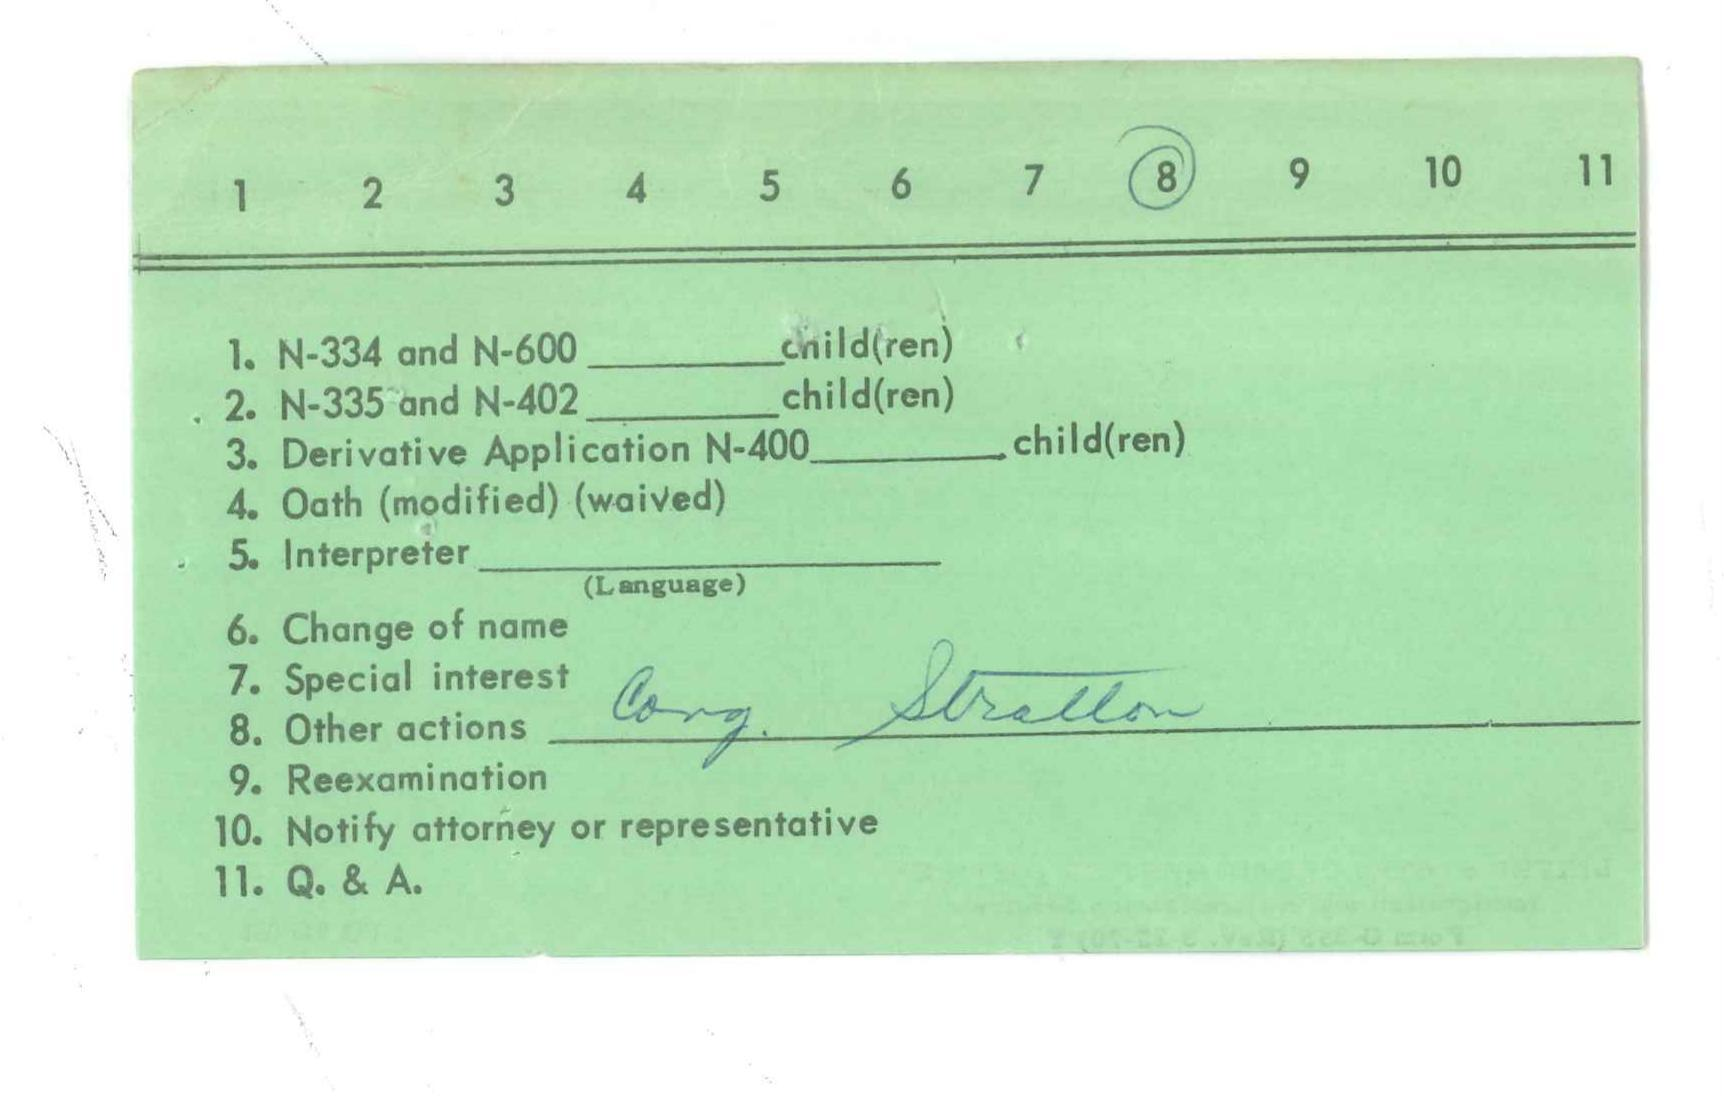 1 2 3 4 5 6 7 8 9 10 11
1. N-334 and N-600 ________ child(ren)
2. N-335 and N-402 ________ child(ren)
3. Derivative Application N-400 ________ child(ren)
4. Oath (modified) (waived)
5. Interpreter ________
(Language)
6. Change of name
7. Special interest
8. Other actions Cong. Stratton
9. Reexamination
10. Notify attorney or representative
11. Q. & A.